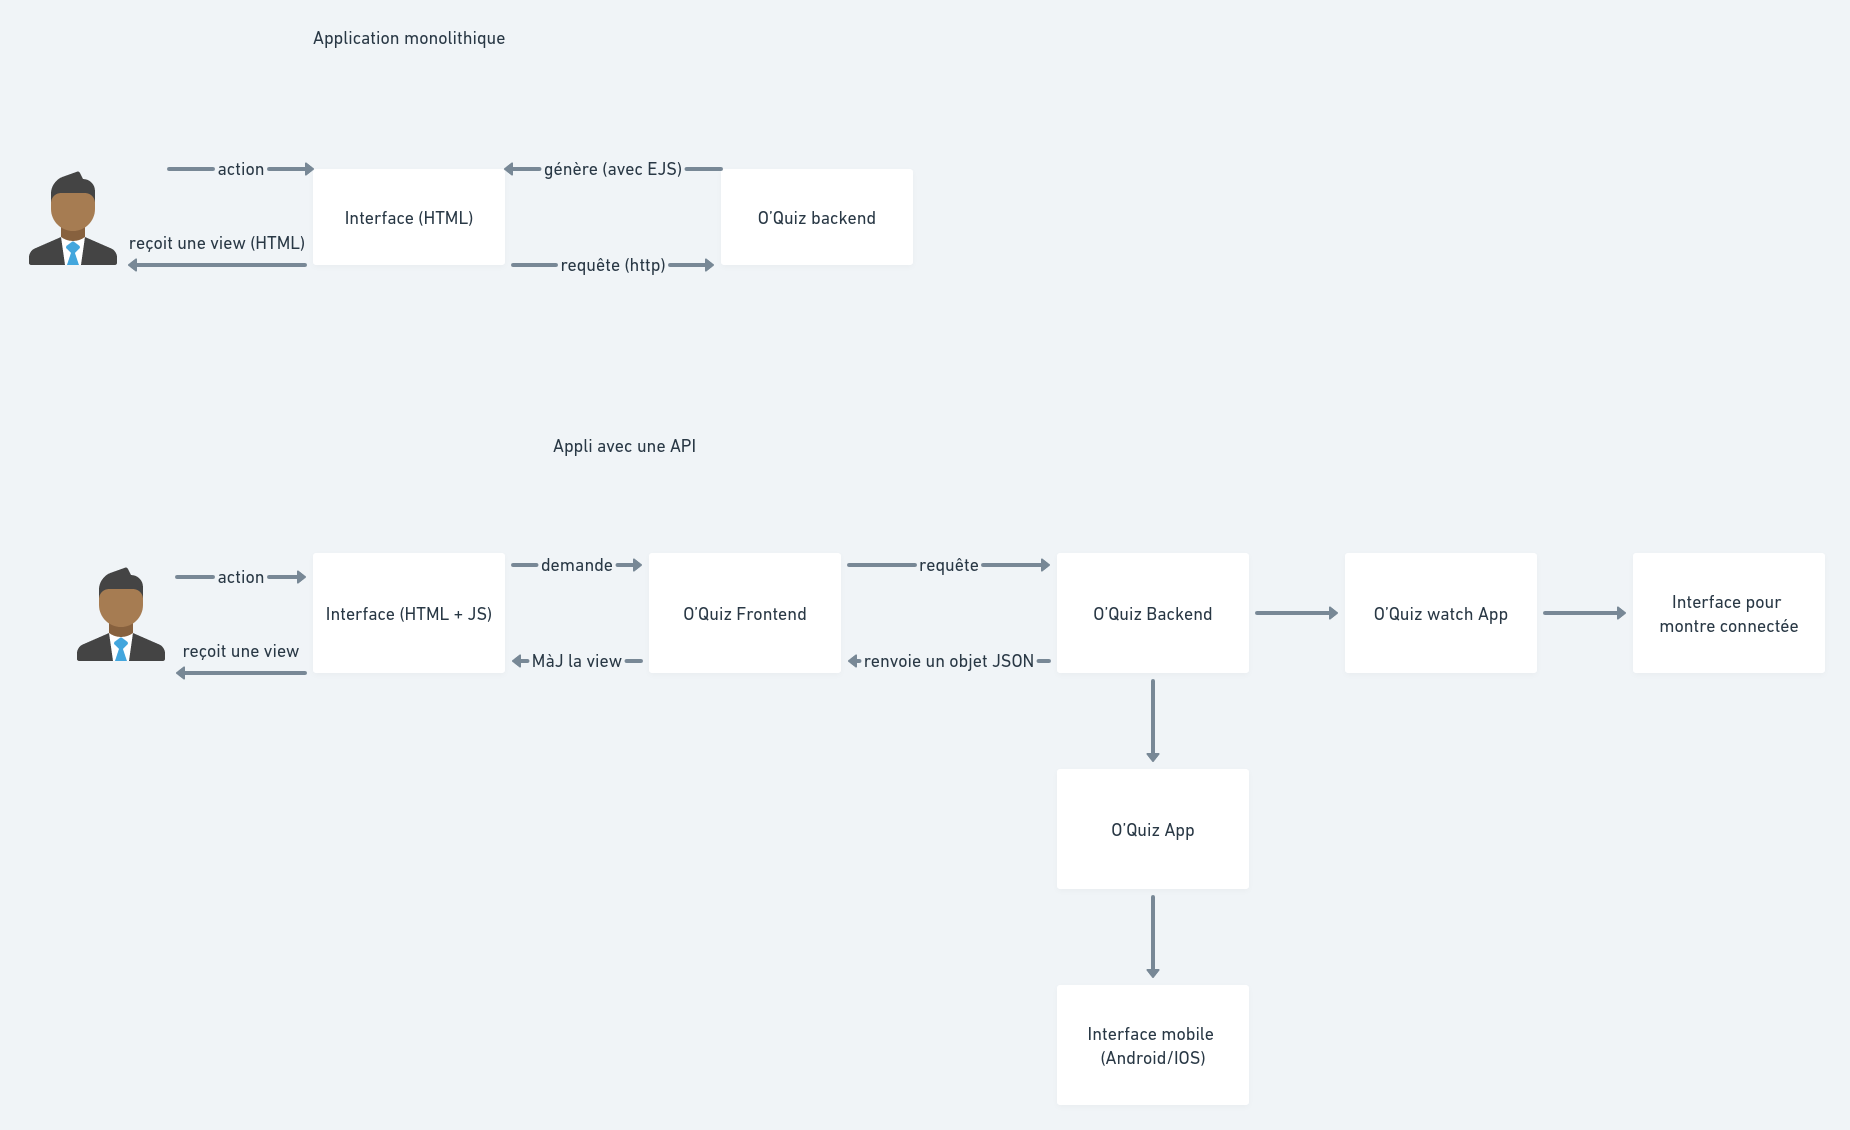 Application monolithique
action
génère (avec EJS)
Interface (HTML)
O'Quiz backend
reçoit une view (HTML)
requête (http)
Appli avec une API
action
demande
requête
Interface (HTML + JS)
O'Quiz Frontend
O'Quiz Backend
O'Quiz watch App
Interface pour
montre connectée
reçoit une view
MàJ la view
renvoie un objet JSON
O'Quiz App
Interface mobile
(Android/IOS)